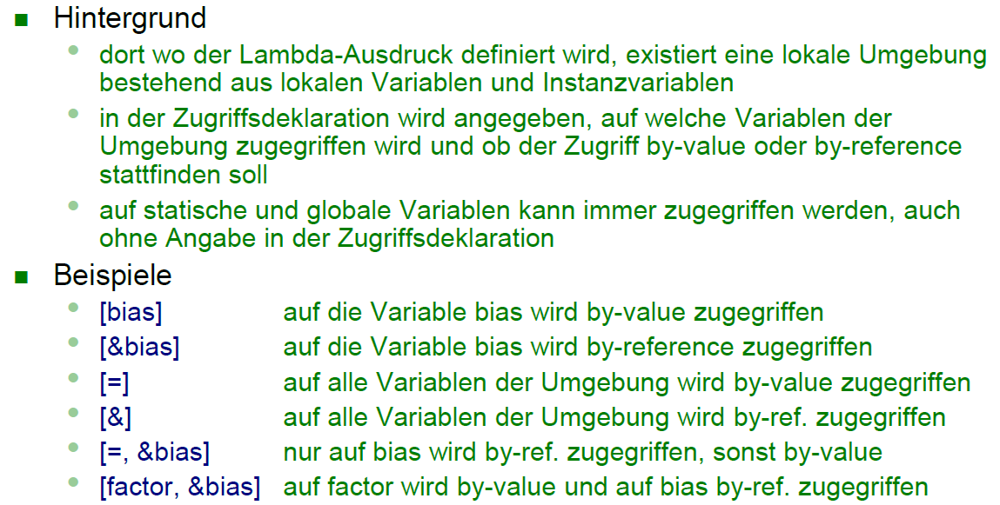 Hintergrund
dort wo der Lambda-Ausdruck definiert wird, existiert eine lokale Umgebung
bestehend aus lokalen Variablen und Instanzvariablen
in der Zugriffsdeklaration wird angegeben, auf welche Variablen der
Umgebung zugegriffen wird und ob der Zugriff by-value oder by-reference
stattfinden soll
auf statische und globale Variablen kann immer zugegriffen werden, auch
ohne Angabe in der Zugriffsdeklaration
Beispiele
[bias] auf die Variable bias wird by-value zugegriffen
[&bias] auf die Variable bias wird by-reference zugegriffen
[=] auf alle Variablen der Umgebung wird by-value zugegriffen
[&] auf alle Variablen der Umgebung wird by-ref. zugegriffen
[=, &bias] nur auf bias wird by-ref. zugegriffen, sonst by-value
[factor, &bias] auf factor wird by-value und auf bias by-ref. zugegriffen